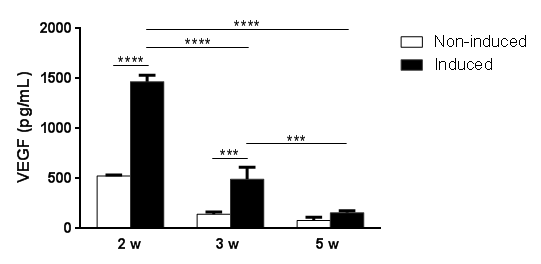 ****
2000
Non-induced
****
Induced
****
1500
VEGF (pg/mL)
1000
***
***
500
0
2 w
3 w
5 w